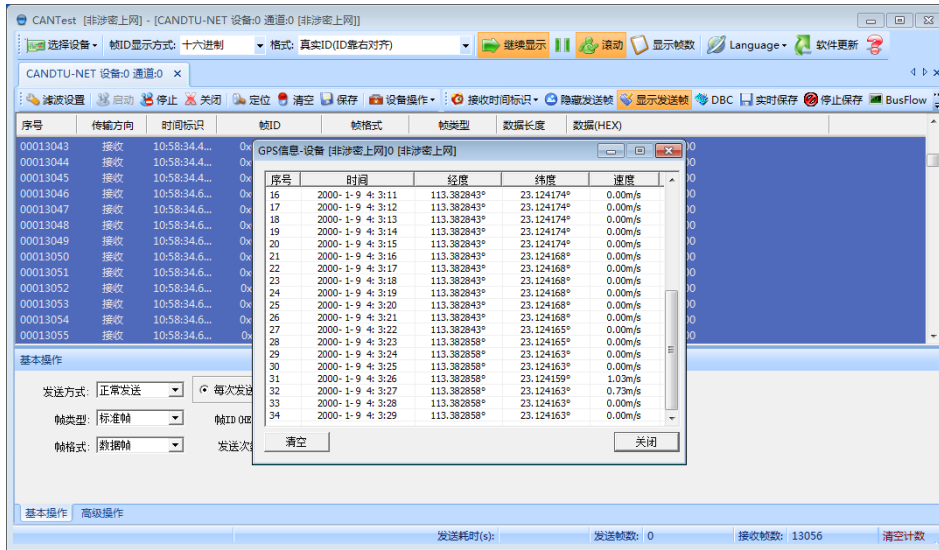 CANTest [非涉密上网] - [CANDTU-NET 设备:0 通道:0 [非涉密上网]]
选择设备 帧ID显示方式: 十六进制 格式: 真实ID(ID靠右对齐) 继续显示 滚动 显示帧数 Language 软件更新
CANDTU-NET 设备:0 通道:0 ×
滤波设置 启动 停止 关闭 定位 清空 保存 设备操作 接收时间标识 隐藏发送帧 显示发送帧 DBC 实时保存 停止保存 BusFlow
序号 传输方向 时间标识 帧ID 帧格式 帧类型 数据长度 数据(HEX)
00013043 接收 10:58:34.4... 0x
00013044 接收 10:58:34.4... 0x
00013045 接收 10:58:34.4... 0x
00013046 接收 10:58:34.6... 0x
00013047 接收 10:58:34.6... 0x
00013048 接收 10:58:34.6... 0x
00013049 接收 10:58:34.6... 0x
00013050 接收 10:58:34.6... 0x
00013051 接收 10:58:34.6... 0x
00013052 接收 10:58:34.6... 0x
00013053 接收 10:58:34.6... 0x
00013054 接收 10:58:34.6... 0x
00013055 接收 10:58:34.6... 0x
GPS信息-设备 [非涉密上网]0 [非涉密上网]
序号 时间 经度 纬度 速度
16 2000- 1- 9 4: 3:11 113.382843° 23.124174° 0.00m/s
17 2000- 1- 9 4: 3:12 113.382843° 23.124174° 0.00m/s
18 2000- 1- 9 4: 3:13 113.382843° 23.124174° 0.00m/s
19 2000- 1- 9 4: 3:14 113.382843° 23.124174° 0.00m/s
20 2000- 1- 9 4: 3:15 113.382843° 23.124174° 0.00m/s
21 2000- 1- 9 4: 3:16 113.382843° 23.124168° 0.00m/s
22 2000- 1- 9 4: 3:17 113.382843° 23.124168° 0.00m/s
23 2000- 1- 9 4: 3:18 113.382843° 23.124168° 0.00m/s
24 2000- 1- 9 4: 3:19 113.382843° 23.124168° 0.00m/s
25 2000- 1- 9 4: 3:20 113.382843° 23.124168° 0.00m/s
26 2000- 1- 9 4: 3:21 113.382843° 23.124168° 0.00m/s
27 2000- 1- 9 4: 3:22 113.382843° 23.124165° 0.00m/s
28 2000- 1- 9 4: 3:23 113.382858° 23.124165° 0.00m/s
29 2000- 1- 9 4: 3:24 113.382858° 23.124163° 0.00m/s
30 2000- 1- 9 4: 3:25 113.382858° 23.124163° 0.00m/s
31 2000- 1- 9 4: 3:26 113.382858° 23.124159° 1.03m/s
32 2000- 1- 9 4: 3:27 113.382858° 23.124163° 0.73m/s
33 2000- 1- 9 4: 3:28 113.382858° 23.124163° 0.00m/s
34 2000- 1- 9 4: 3:29 113.382858° 23.124163° 0.00m/s
清空 关闭
基本操作
发送方式: 正常发送 每次发送
帧类型: 标准帧 帧ID(HE
帧格式: 数据帧 发送次
基本操作 高级操作
发送耗时(s): 发送帧数: 0 接收帧数: 13056 清空计数